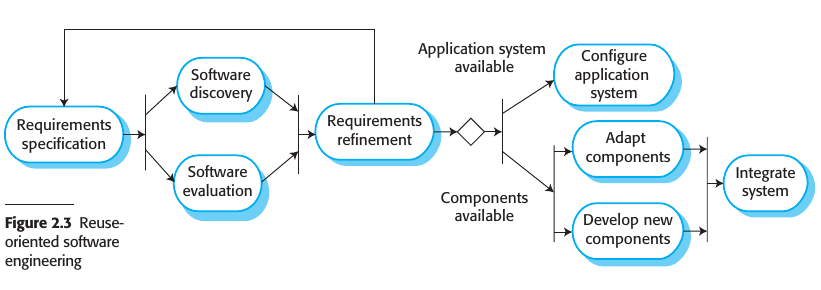 Requirements
specification
Software
discovery
Software
evaluation
Requirements
refinement
Application system
available
Configure
application
system
Components
available
Adapt
components
Develop new
components
Integrate
system
Figure 2.3 Reuse-
oriented software
engineering